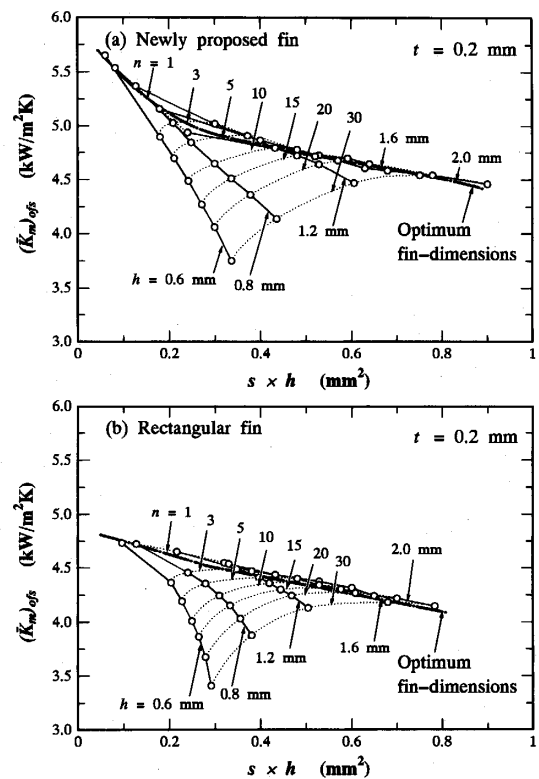 6.0
(a) Newly proposed fin
t = 0.2 mm
5.5
n = 1
3
5
10
15
20
30
1.6 mm
2.0 mm
5.0
4.5
4.0
3.5
3.0
(K̄m)ofs (kW/m²K)
1.2 mm
Optimum
fin-dimensions
h = 0.6 mm
0.8 mm
0
0.2
0.4
0.6
0.8
1.0
s × h (mm²)
6.0
(b) Rectangular fin
t = 0.2 mm
5.5
5.0
n = 1
3
5
10
15
20
30
2.0 mm
4.5
4.0
3.5
3.0
(K̄m)ofs (kW/m²K)
1.2 mm
1.6 mm
Optimum
fin-dimensions
h = 0.6 mm
0.8 mm
0
0.2
0.4
0.6
0.8
1.0
s × h (mm²)